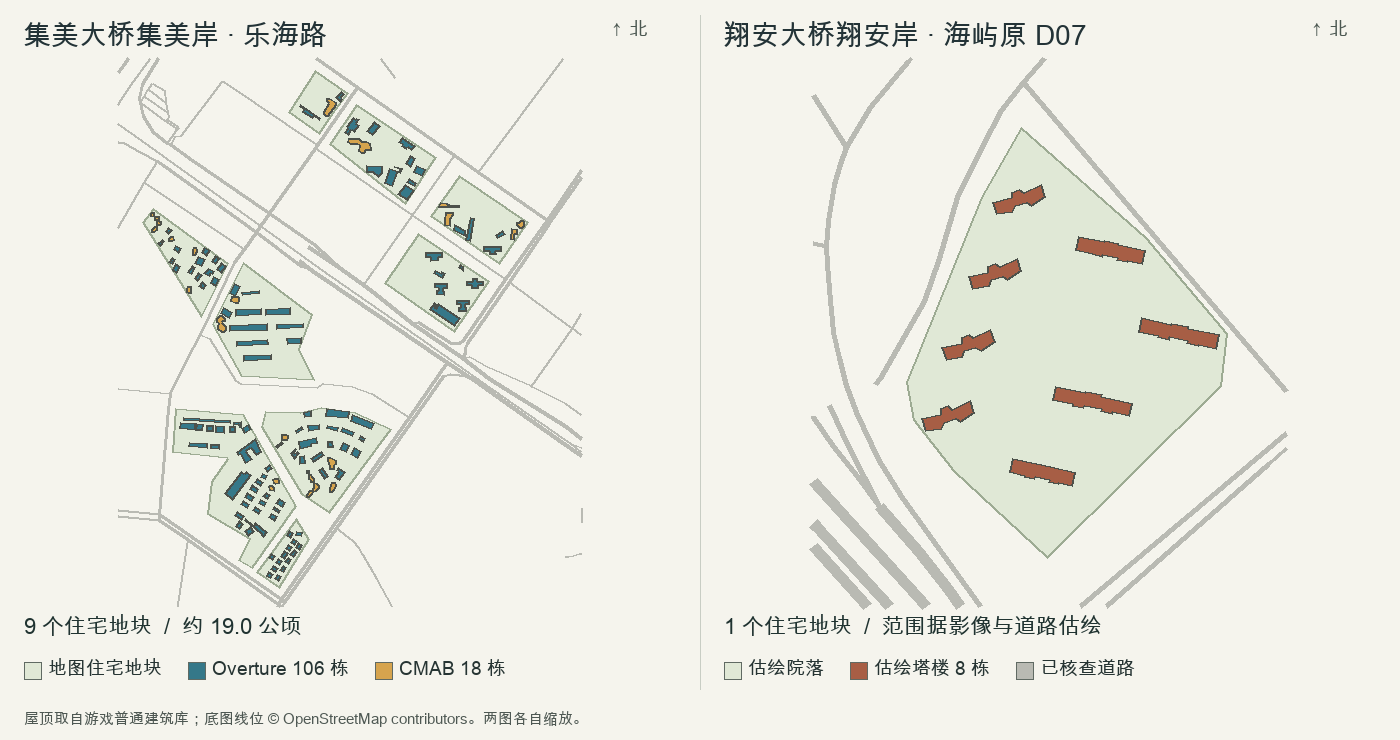 集美大桥集美岸 · 乐海路
↑ 北
9 个住宅地块 / 约 19.0 公顷
地图住宅地块
Overture 106 栋
CMAB 18 栋
翔安大桥翔安岸 · 海屿原 D07
↑ 北
1 个住宅地块 / 范围据影像与道路估绘
估绘院落
估绘塔楼 8 栋
已核查道路
屋顶取自游戏普通建筑库；底图线位 © OpenStreetMap contributors。两图各自缩放。